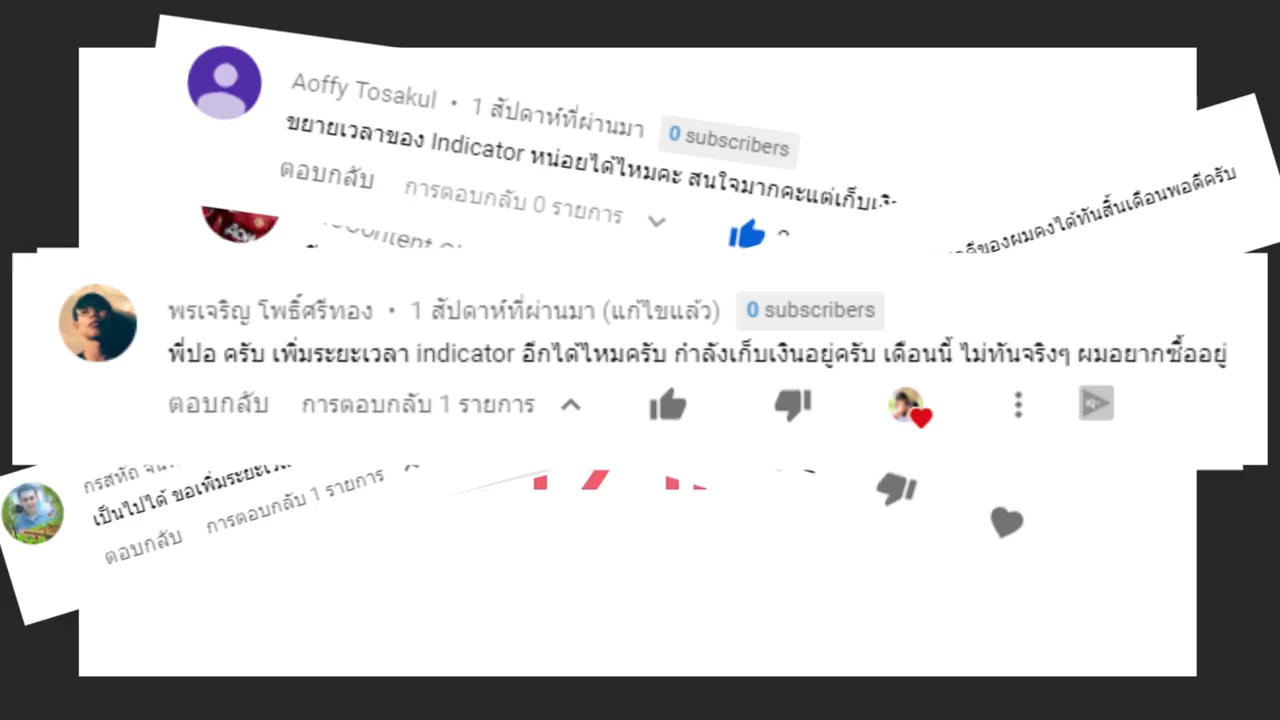 Aoffy Tosakul • 1 สัปดาห์ที่ผ่านมา 0 subscribers
ขยายเวลาของ Indicator หน่อยได้ไหมคะ สนใจมากคะแต่เก็บ
ตอบกลับ การตอบกลับ 0 รายการ
ของผมคงได้ทันสิ้นเดือนพอดีครับ
พรเจริญ โพธิ์ศรีทอง • 1 สัปดาห์ที่ผ่านมา (แก้ไขแล้ว) 0 subscribers
พี่ปอ ครับ เพิ่มระยะเวลา indicator อีกได้ไหมครับ กำลังเก็บเงินอยู่ครับ เดือนนี้ ไม่ทันจริงๆ ผมอยากซื้ออยู่
ตอบกลับ การตอบกลับ 1 รายการ
กรสหัถ
เป็นไปได้ ขอเพิ่มระยะ
ตอบกลับ การตอบกลับ 1 รายการ